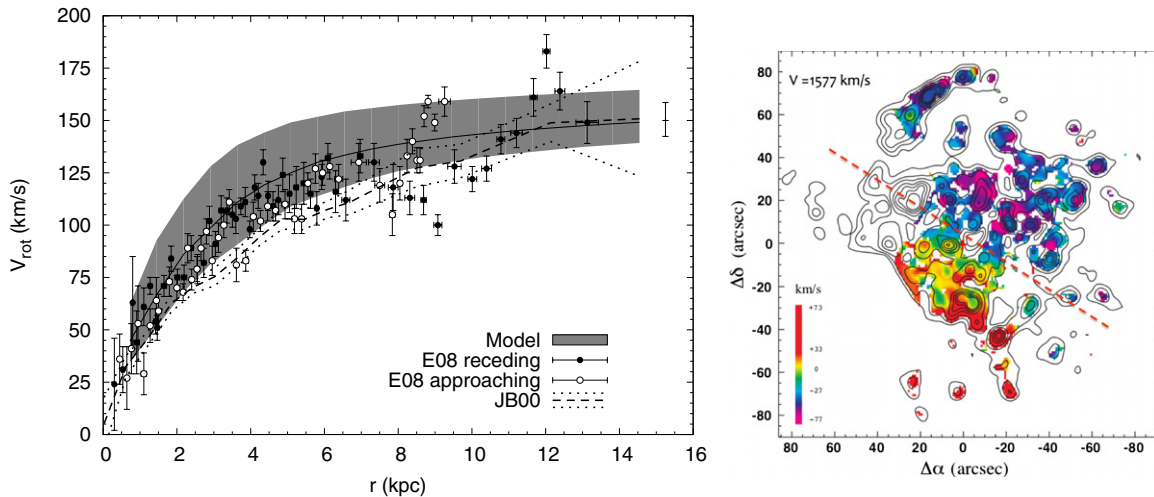 200
175
150
125
100
75
50
25
0
V_rot (km/s)
0 2 4 6 8 10 12 14 16
r (kpc)
Model
E08 receding
E08 approaching
JB00
V =1577 km/s
80
60
40
20
0
-20
-40
-60
-80
Δδ (arcsec)
km/s
+73
+33
0
-27
-77
80 60 40 20 0 -20 -40 -60 -80
Δα (arcsec)